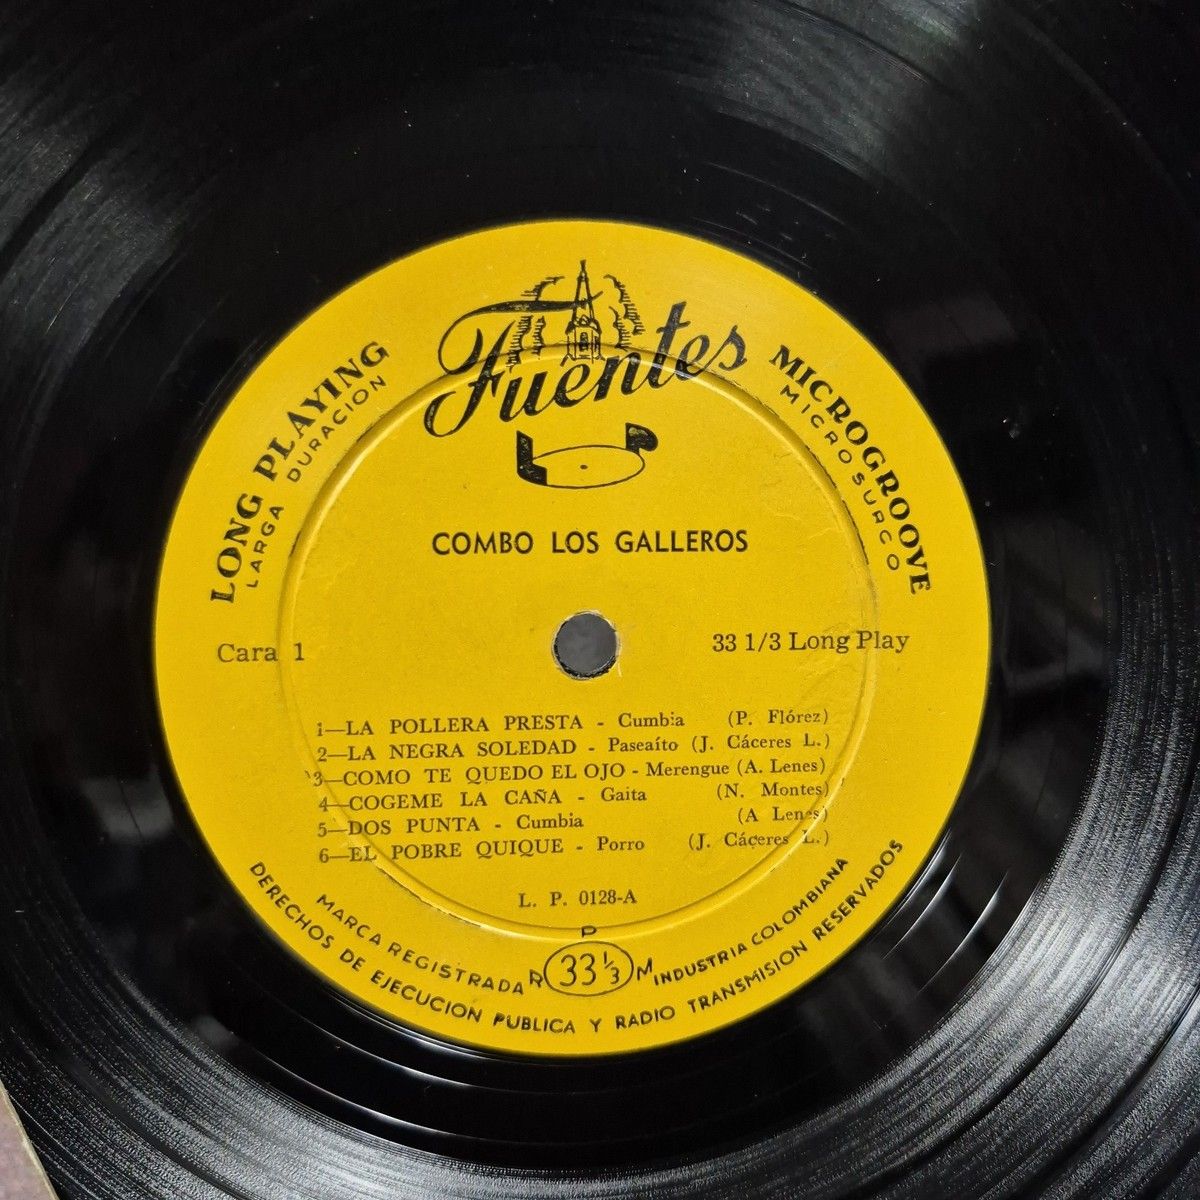 Fuentes
LP
LONG PLAYING
LARGA DURACION
MICROGROOVE
MICROSURCO
COMBO LOS GALLEROS
Cara 1
33 1/3 Long Play
1—LA POLLERA PRESTA - Cumbia (P. Flórez)
2—LA NEGRA SOLEDAD - Paseaíto (J. Cáceres L.)
3—COMO TE QUEDO EL OJO - Merengue (A. Lenes)
4—COGEME LA CAÑA - Gaita (N. Montes)
5—DOS PUNTA - Cumbia (A Lenes)
6—EL POBRE QUIQUE - Porro (J. Cáceres L.)
L. P. 0128-A
MARCA REGISTRADA R P M INDUSTRIA COLOMBIANA
33 1/3
DERECHOS DE EJECUCION PUBLICA Y RADIO TRANSMISION RESERVADOS